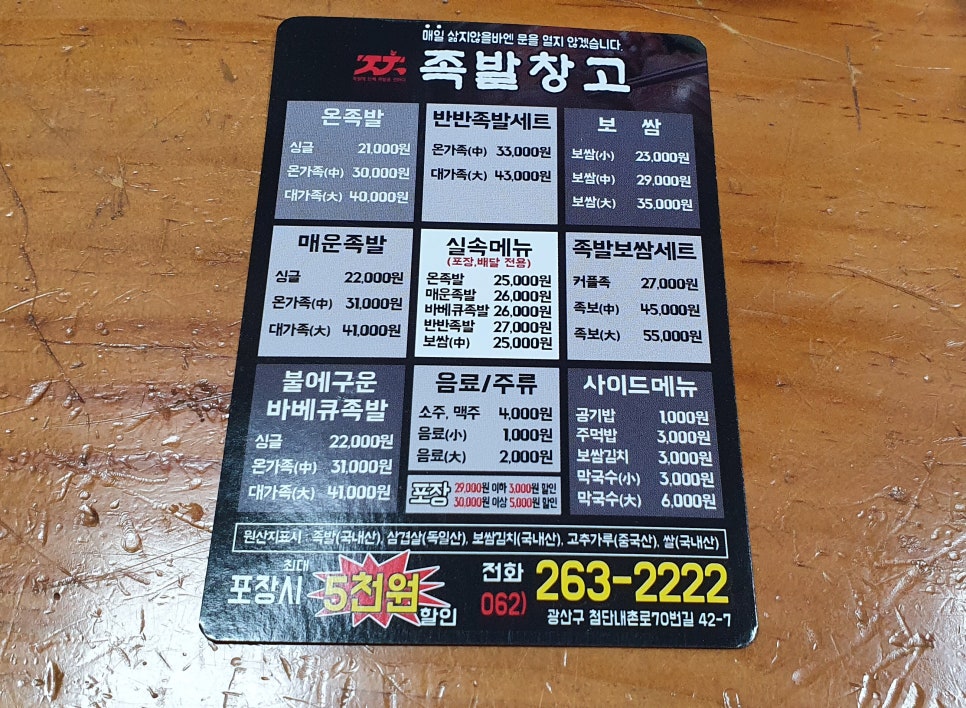 매일 삶지않을바엔 문을 열지 않겠습니다.
족발창고
온족발
싱글 21,000원
온가족(中) 30,000원
대가족(大) 40,000원
반반족발세트
온가족(中) 33,000원
대가족(大) 43,000원
보 쌈
보쌈(小) 23,000원
보쌈(中) 29,000원
보쌈(大) 35,000원
매운족발
싱글 22,000원
온가족(中) 31,000원
대가족(大) 41,000원
실속메뉴
(포장,배달 전용)
온족발 25,000원
매운족발 26,000원
바베큐족발 26,000원
반반족발 27,000원
보쌈(中) 25,000원
족발보쌈세트
커플족 27,000원
족보(中) 45,000원
족보(大) 55,000원
불에구운
바베큐족발
싱글 22,000원
온가족(中) 31,000원
대가족(大) 41,000원
음료/주류
소주, 맥주 4,000원
음료(小) 1,000원
음료(大) 2,000원
포장 29,000원 이하 3,000원 할인
30,000원 이상 5,000원 할인
사이드메뉴
공기밥 1,000원
주먹밥 3,000원
보쌈김치 3,000원
막국수(小) 3,000원
막국수(大) 6,000원
원산지표시 : 족발(국내산), 삼겹살(독일산), 보쌈김치(국내산), 고추가루(중국산), 쌀(국내산)
최대
포장시 5천원 할인
전화 062) 263-2222
광산구 첨단내촌로70번길 42-7